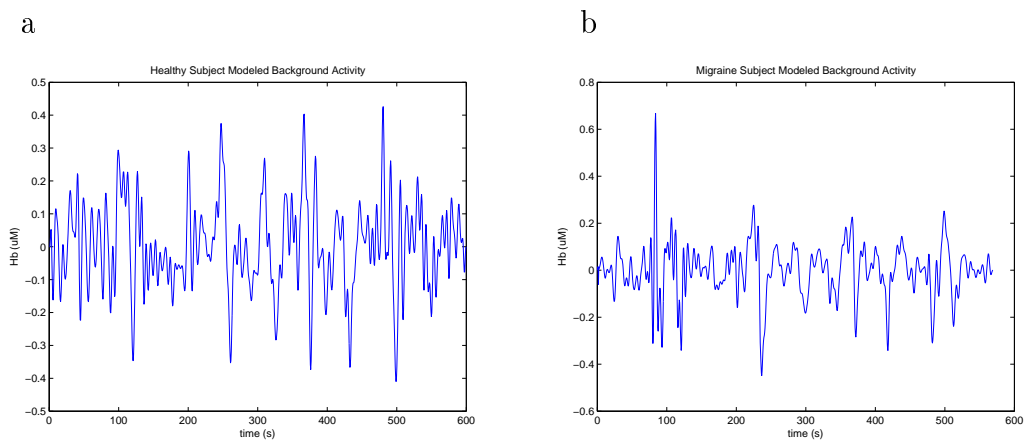 a
b
Healthy Subject Modeled Background Activity
0.5
0.4
0.3
0.2
0.1
0
−0.1
−0.2
−0.3
−0.4
−0.5
Hb (uM)
0 100 200 300 400 500 600
time (s)
Migraine Subject Modeled Background Activity
0.8
0.6
0.4
0.2
0
−0.2
−0.4
−0.6
Hb (uM)
0 100 200 300 400 500 600
time (s)